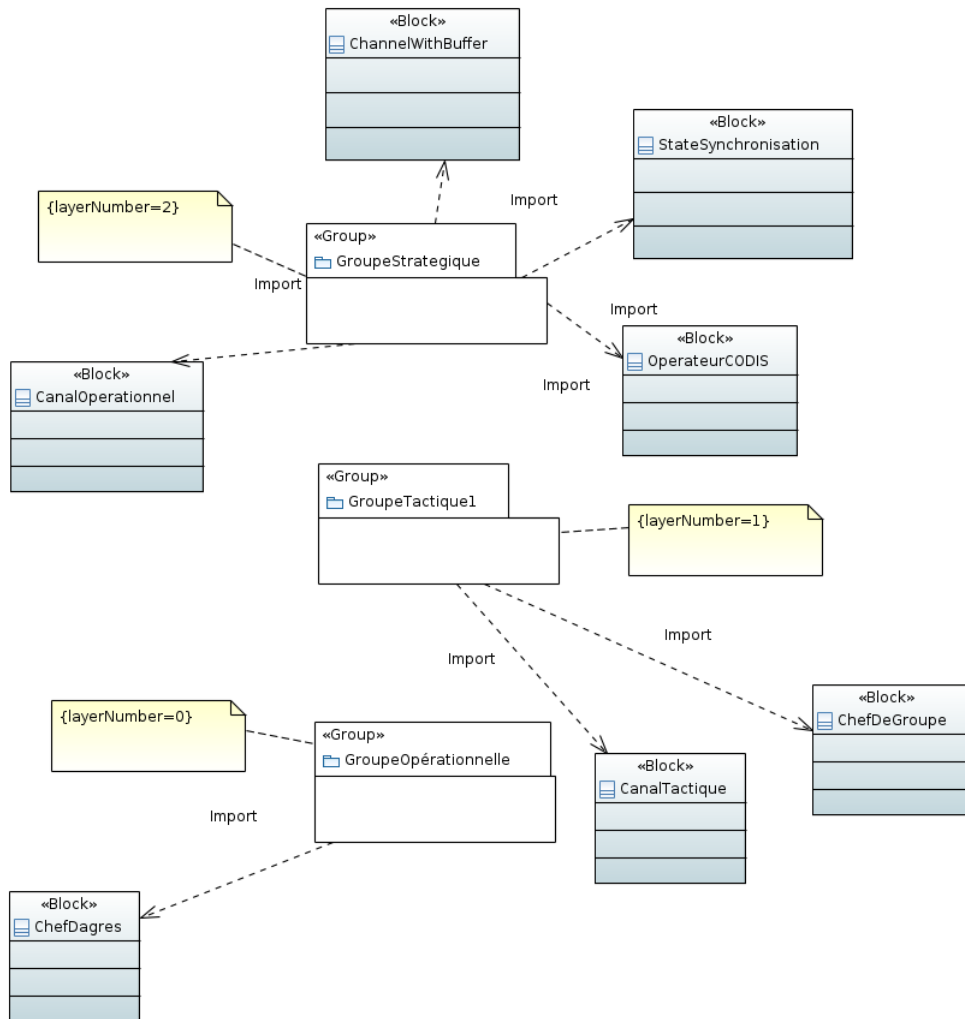 «Block»
ChannelWithBuffer
«Block»
StateSynchronisation
{layerNumber=2}
Import
«Group»
GroupeStrategique
Import
Import
«Block»
OperateurCODIS
«Block»
CanalOperationnel
Import
«Group»
GroupeTactique1
{layerNumber=1}
Import
Import
«Block»
ChefDeGroupe
{layerNumber=0}
«Group»
GroupeOpérationnelle
«Block»
CanalTactique
Import
«Block»
ChefDagres